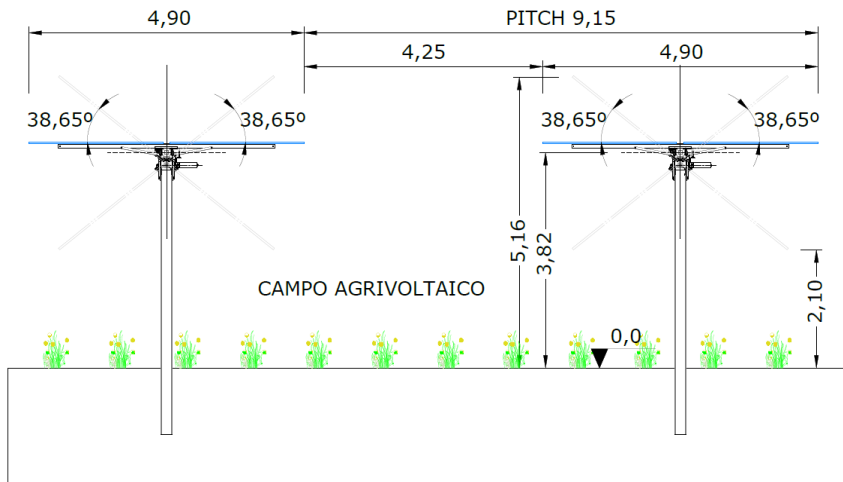 4,90
PITCH 9,15
4,25
4,90
38,65º
38,65º
38,65º
38,65º
5,16
3,82
CAMPO AGRIVOLTAICO
2,10
0,0